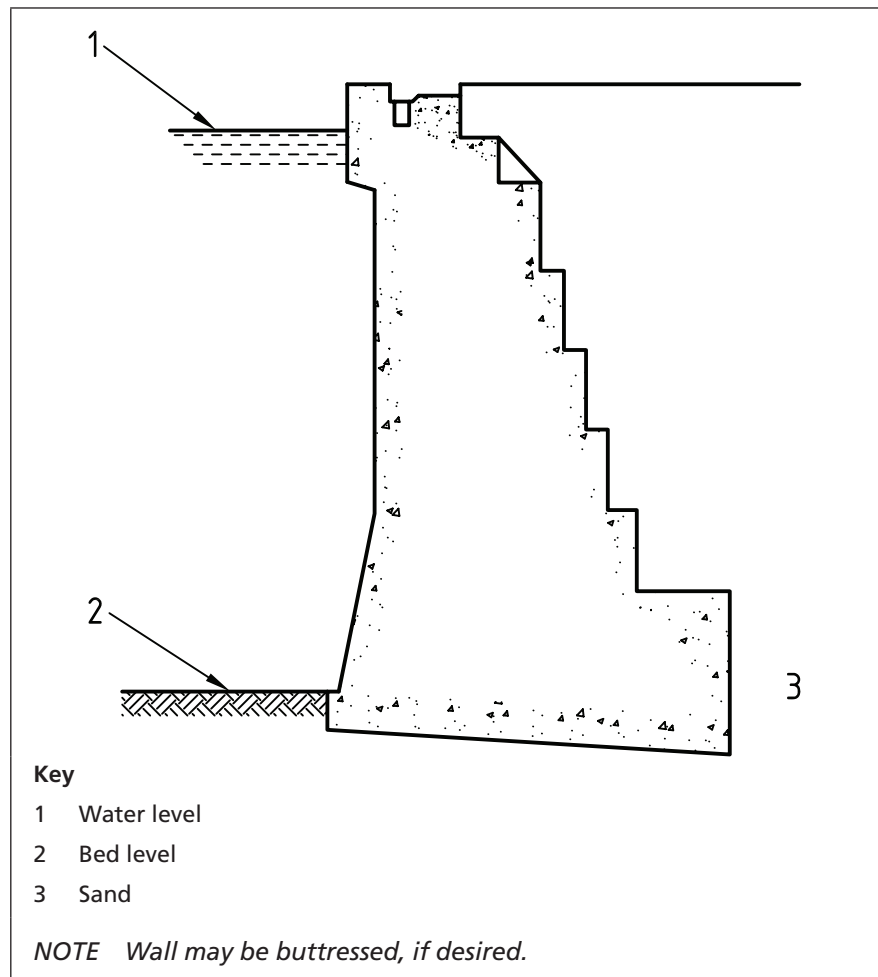 1
2
3
Key
1 Water level
2 Bed level
3 Sand
NOTE Wall may be buttressed, if desired.